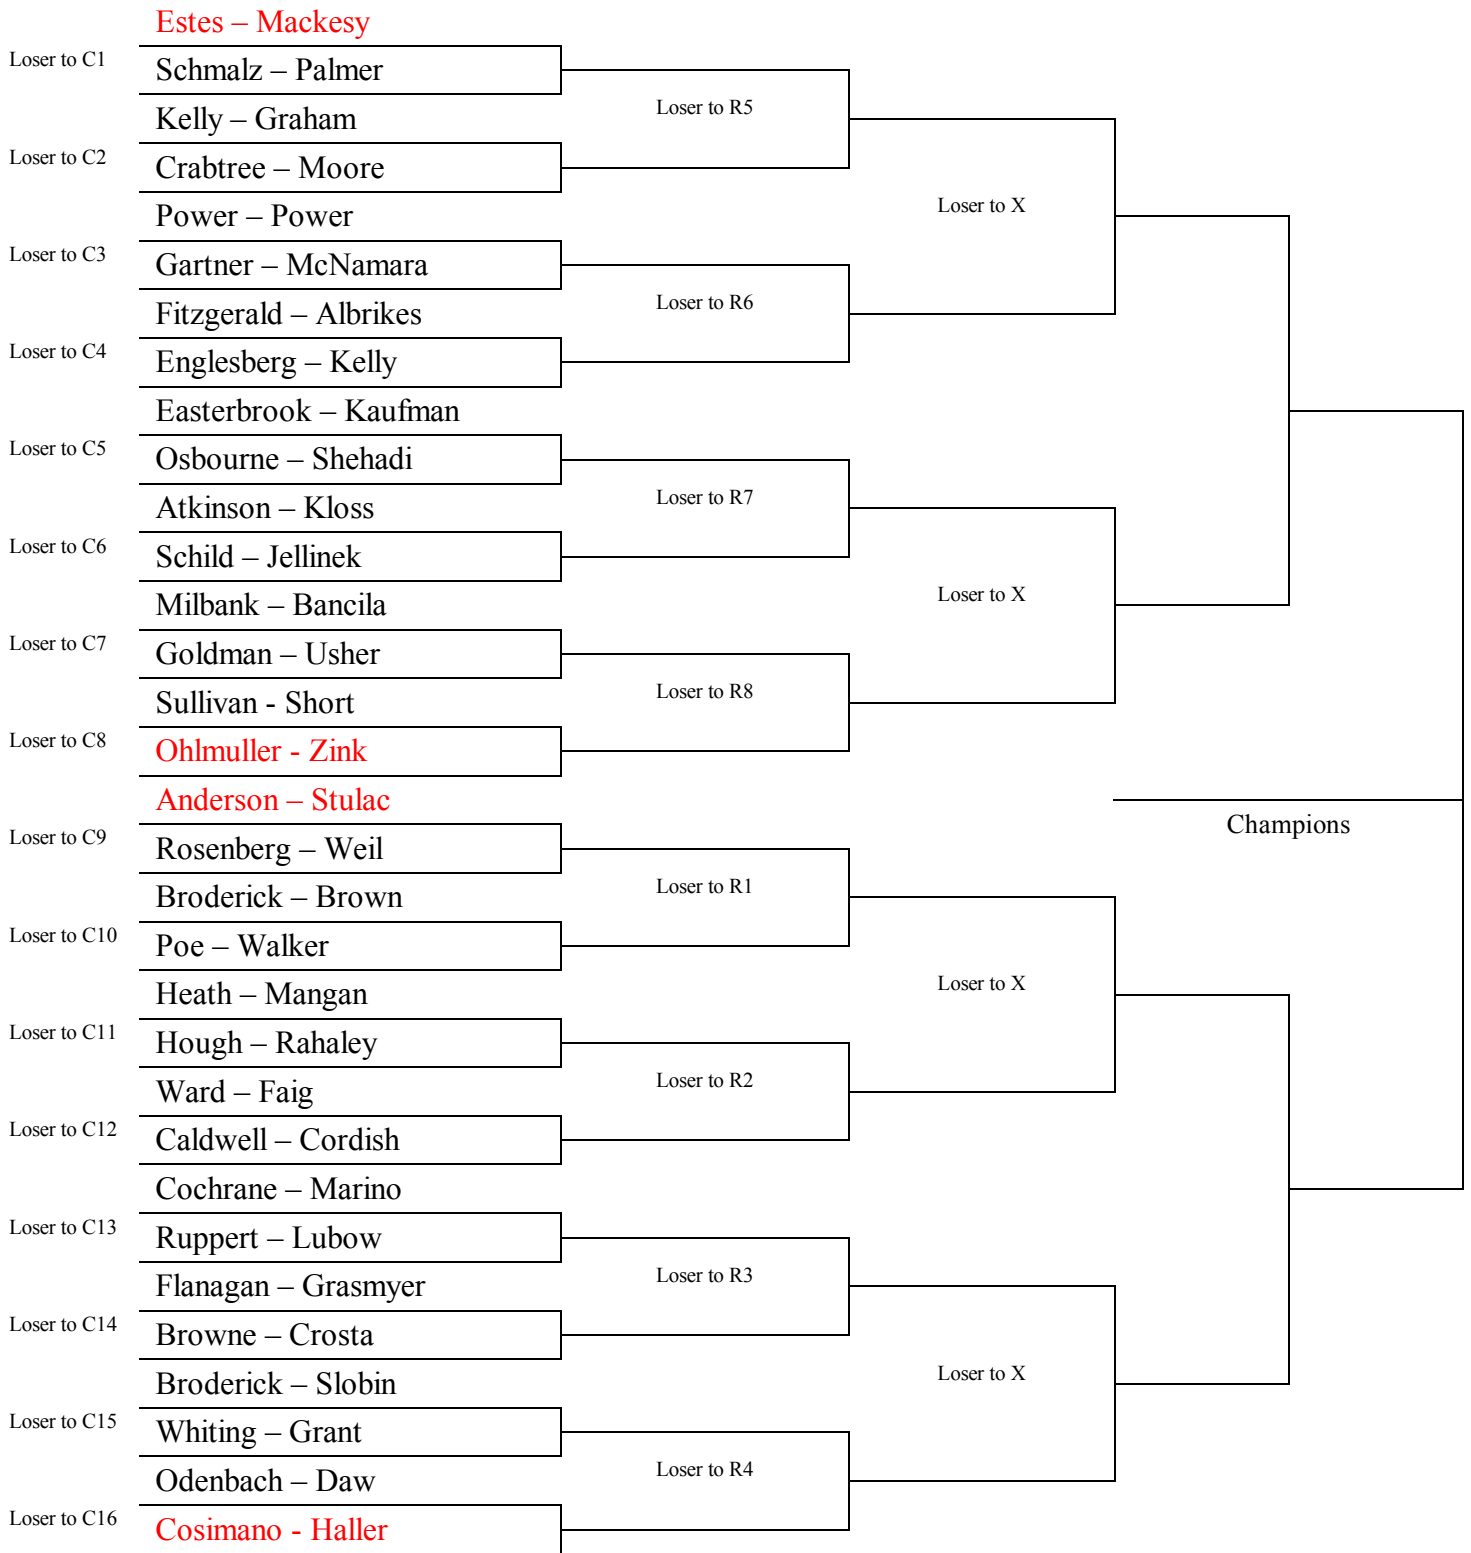 Estes – Mackesy
Loser to C1
Schmalz – Palmer
Loser to R5
Kelly – Graham
Loser to C2
Crabtree – Moore
Loser to X
Power – Power
Loser to C3
Gartner – McNamara
Loser to R6
Fitzgerald – Albrikes
Loser to C4
Englesberg – Kelly
Easterbrook – Kaufman
Loser to C5
Osbourne – Shehadi
Loser to R7
Atkinson – Kloss
Loser to C6
Schild – Jellinek
Loser to X
Milbank – Bancila
Loser to C7
Goldman – Usher
Loser to R8
Sullivan - Short
Loser to C8
Ohlmuller - Zink
Anderson – Stulac
Champions
Loser to C9
Rosenberg – Weil
Loser to R1
Broderick – Brown
Loser to C10
Poe – Walker
Loser to X
Heath – Mangan
Loser to C11
Hough – Rahaley
Loser to R2
Ward – Faig
Loser to C12
Caldwell – Cordish
Cochrane – Marino
Loser to C13
Ruppert – Lubow
Loser to R3
Flanagan – Grasmyer
Loser to C14
Browne – Crosta
Loser to X
Broderick – Slobin
Loser to C15
Whiting – Grant
Loser to R4
Odenbach – Daw
Loser to C16
Cosimano - Haller